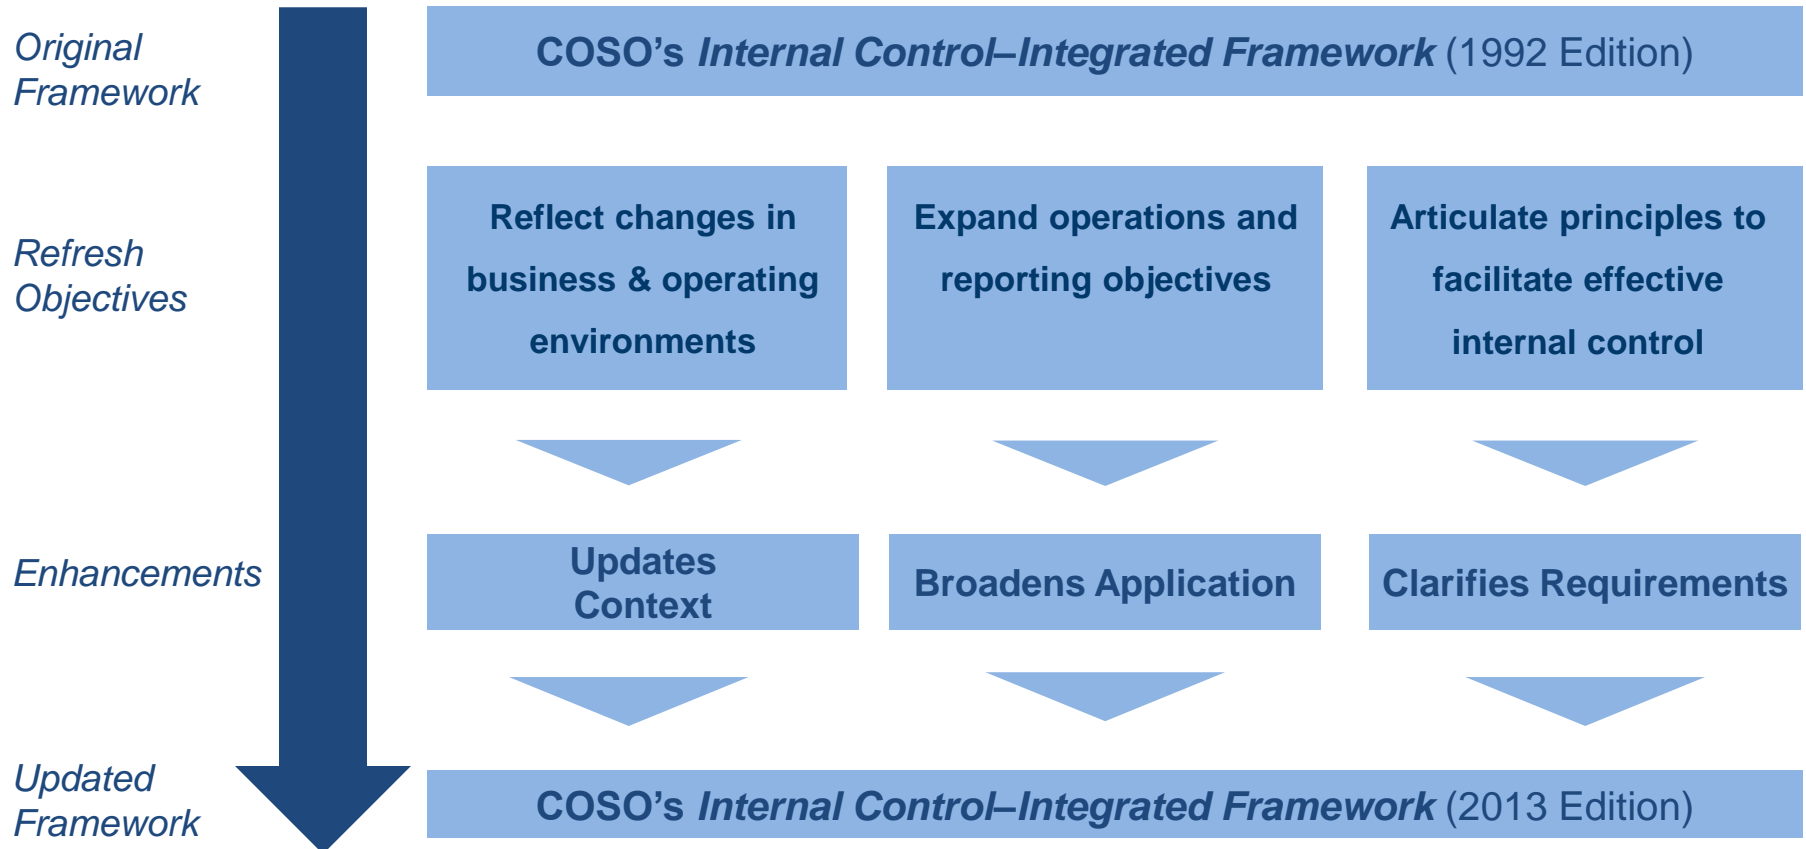 Original
Framework
COSO's Internal Control–Integrated Framework (1992 Edition)
Refresh
Objectives
Reflect changes in
business & operating
environments
Expand operations and
reporting objectives
Articulate principles to
facilitate effective
internal control
Enhancements
Updates
Context
Broadens Application
Clarifies Requirements
Updated
Framework
COSO's Internal Control–Integrated Framework (2013 Edition)